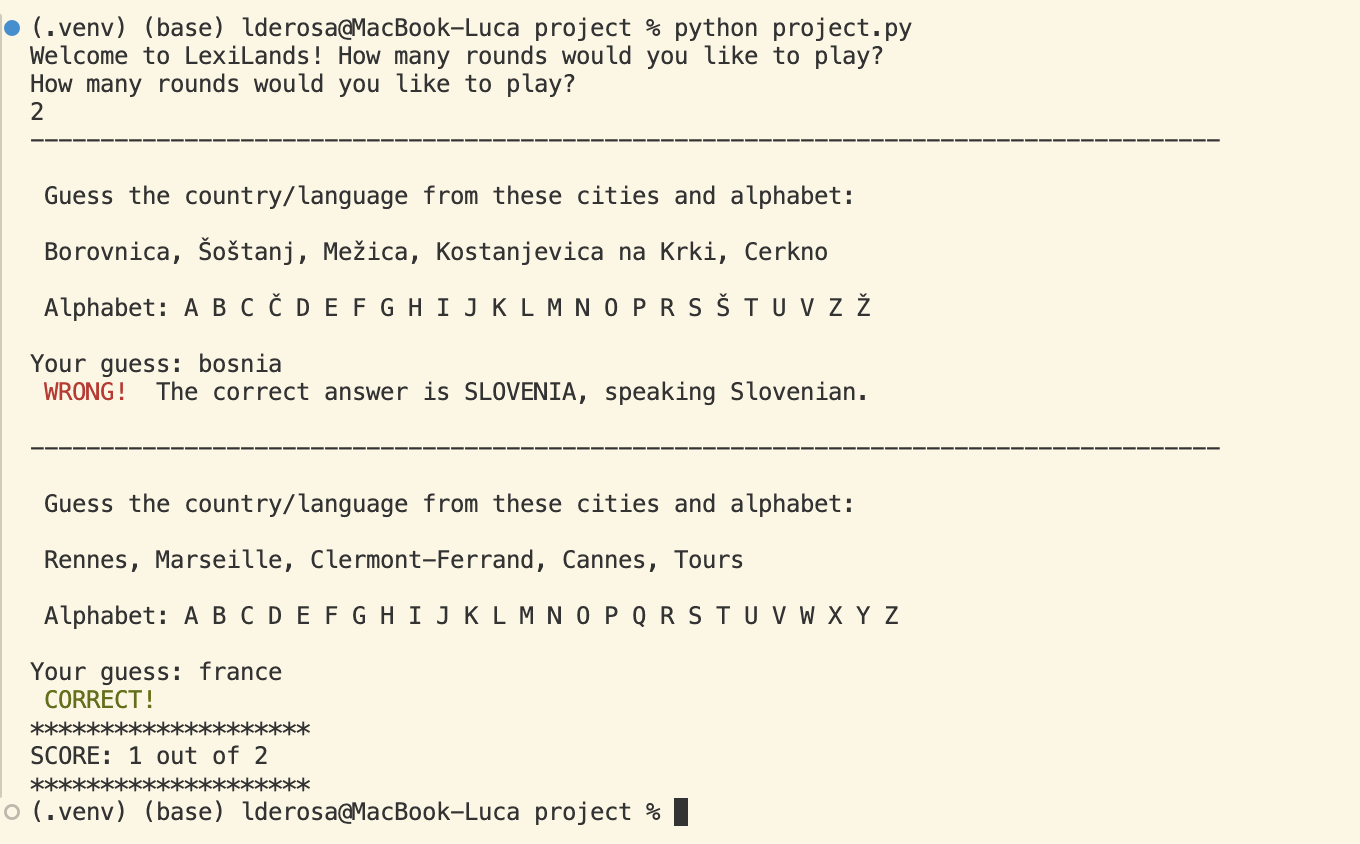 (.venv) (base) lderosa@MacBook-Luca project % python project.py
Welcome to LexiLands! How many rounds would you like to play?
How many rounds would you like to play?
2
─────────────────────────────────────────────────────────────────────────────────────
Guess the country/language from these cities and alphabet:
Borovnica, Šoštanj, Mežica, Kostanjevica na Krki, Cerkno
Alphabet: A B C Č D E F G H I J K L M N O P R S Š T U V Z Ž
Your guess: bosnia
WRONG!  The correct answer is SLOVENIA, speaking Slovenian.
─────────────────────────────────────────────────────────────────────────────────────
Guess the country/language from these cities and alphabet:
Rennes, Marseille, Clermont-Ferrand, Cannes, Tours
Alphabet: A B C D E F G H I J K L M N O P Q R S T U V W X Y Z
Your guess: france
CORRECT!
********************
SCORE: 1 out of 2
********************
(.venv) (base) lderosa@MacBook-Luca project %